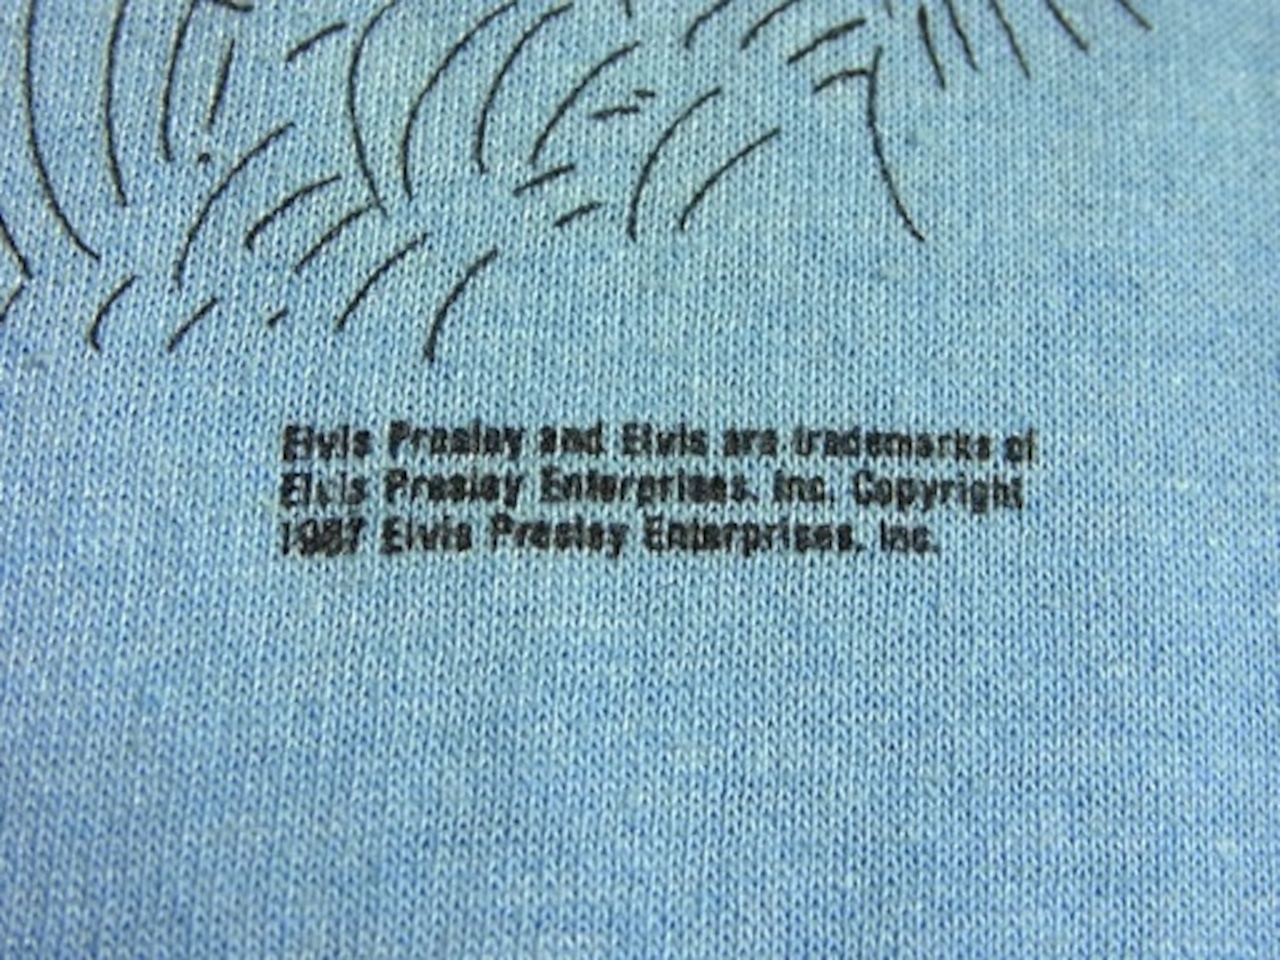 Elvis Presley and Elvis are trademarks of
Elvis Presley Enterprises, Inc. Copyright
1987 Elvis Presley Enterprises, Inc.